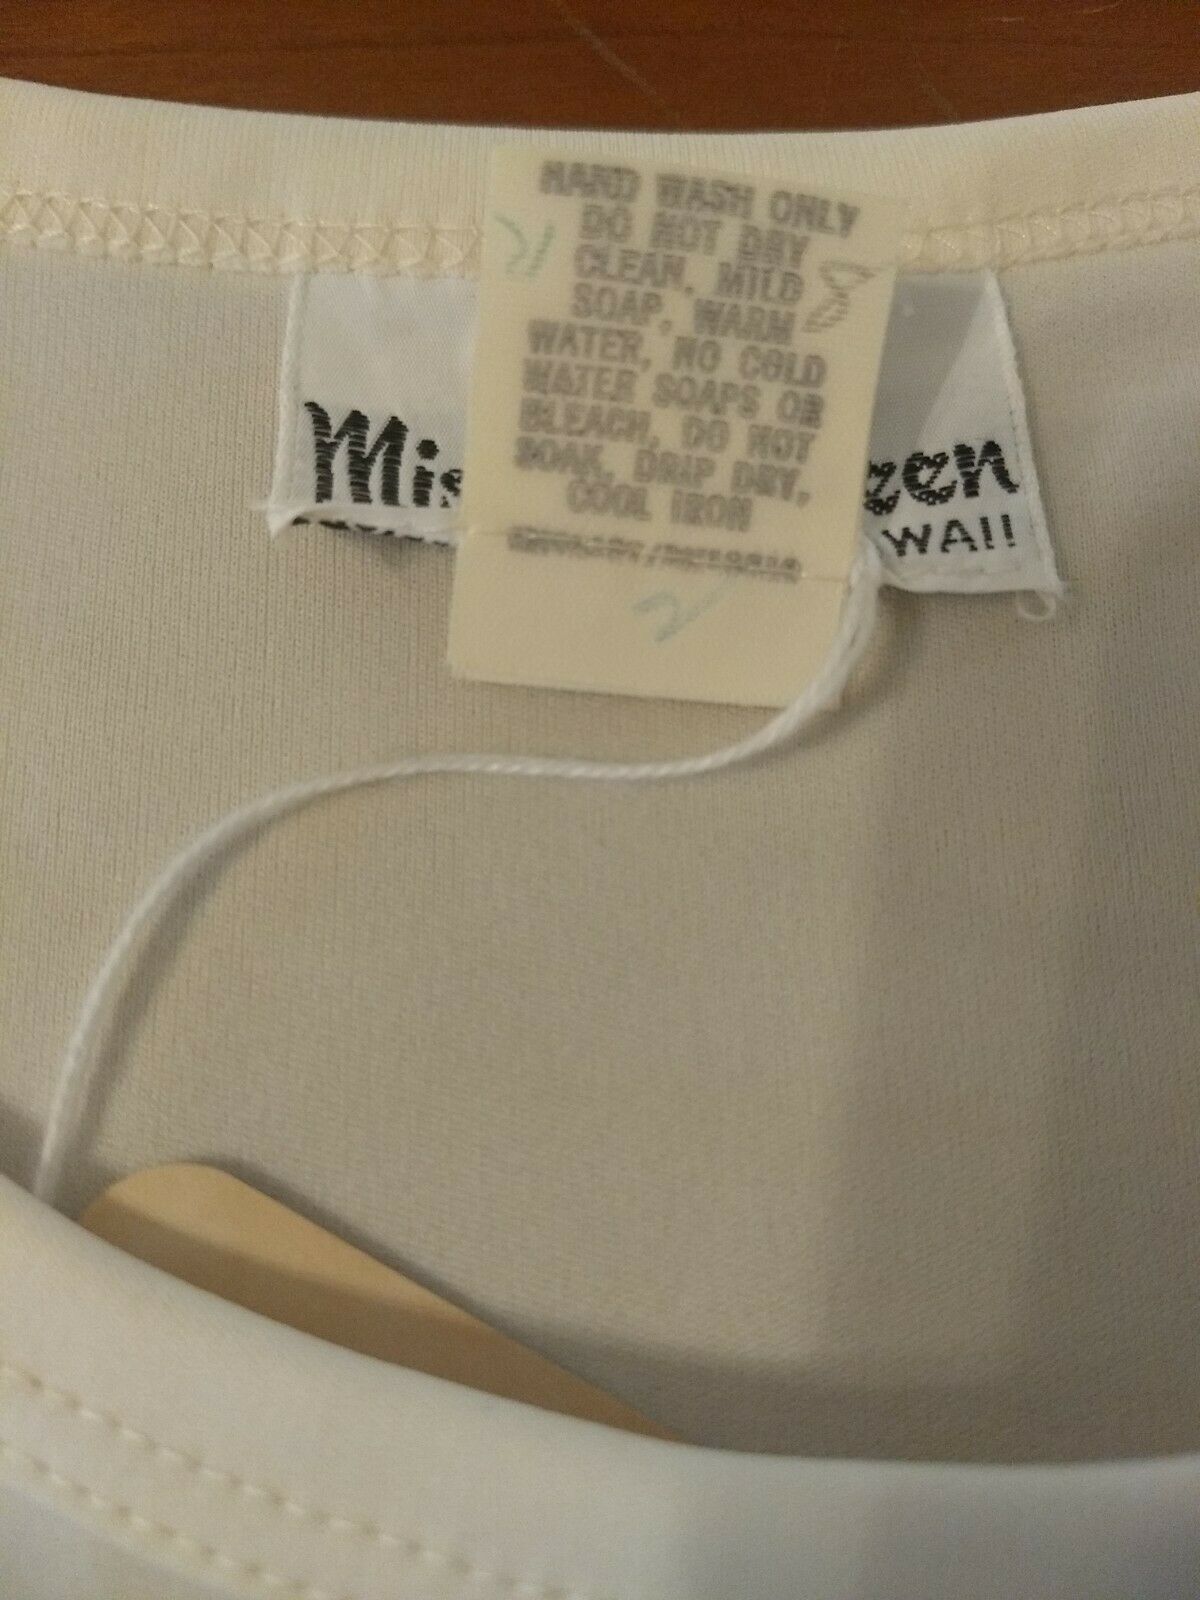 HAND WASH ONLY
DO NOT DRY
CLEAN, MILD
SOAP, WARM
WATER, NO COLD
WATER SOAPS OR
BLEACH, DO NOT
SOAK, DRIP DRY,
COOL IRON
Mis zen
WAII